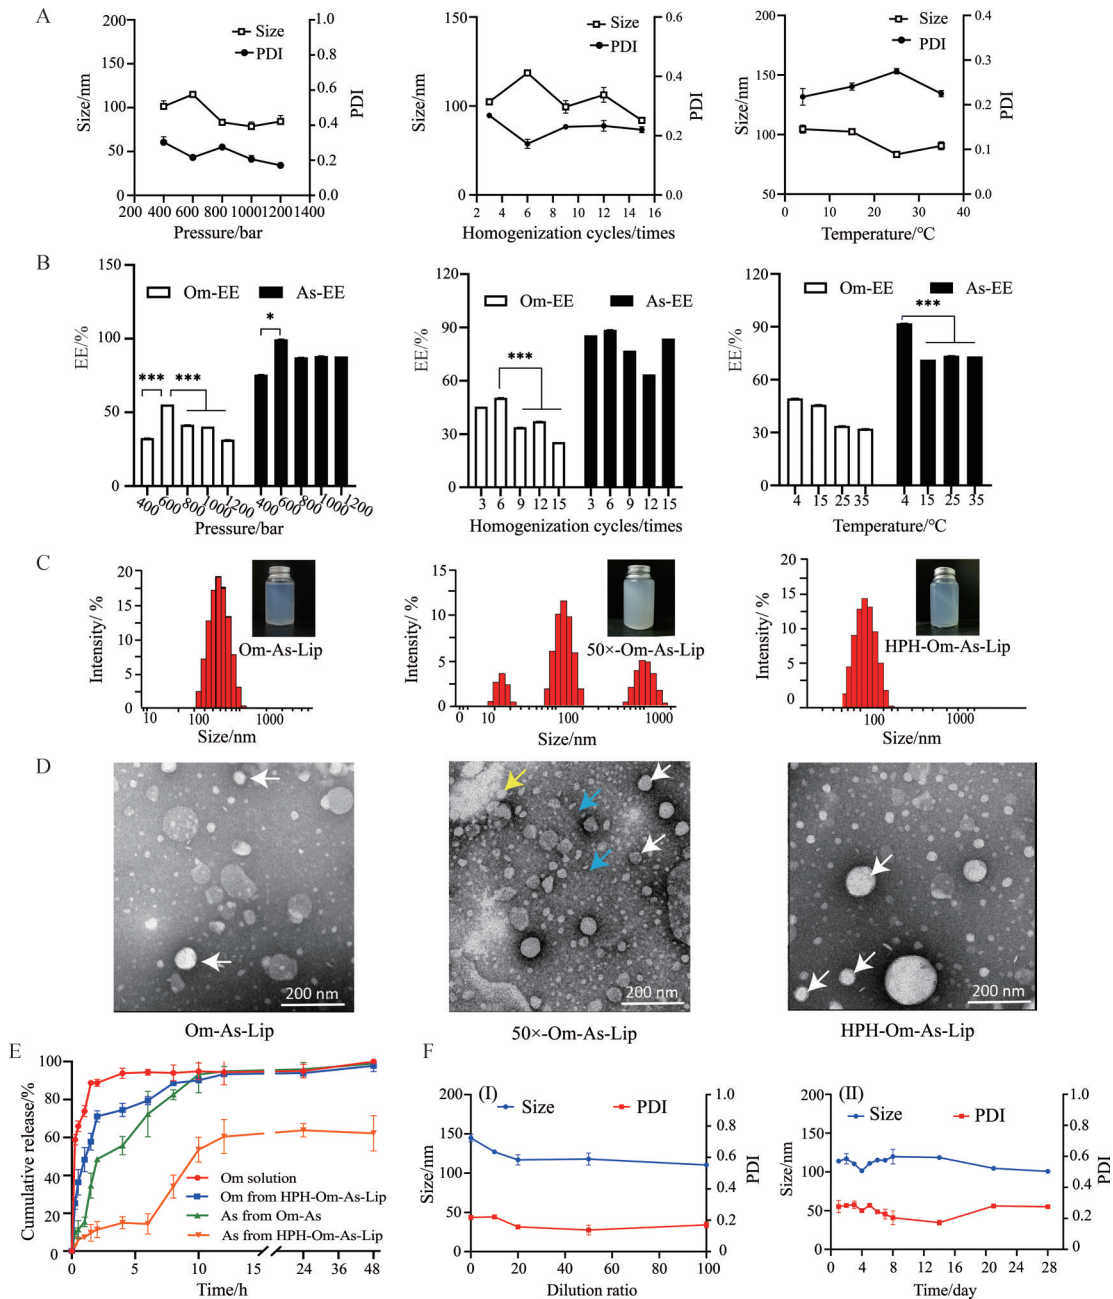 A
200
150
100
50
0
Size/nm
1.0
0.8
0.6
0.4
0.2
0.0
PDI
Size
PDI
200
400
600
800
1000
1200
1400
Pressure/bar
100
100
50
Size/nm
0.6
0.4
0.2
0.0
PDI
Size
PDI
2
4
6
8
10
12
14
16
Homogenization cycles/times
200
150
100
50
Size/nm
0.4
0.3
0.2
0.1
0.0
PDI
Size
PDI
0
10
20
30
40
Temperature/°C
B
150
100
50
0
EE/%
Om-EE
As-EE
***
***
*
400
600
800
1000
1200
400
600
800
1000
1200
Pressure/bar
120
90
60
30
0
EE/%
Om-EE
As-EE
***
3
6
9
12
15
3
6
9
12
15
Homogenization cycles/times
120
90
60
30
0
EE/%
Om-EE
As-EE
***
4
15
25
35
4
15
25
35
Temperature/°C
C
20
15
10
5
0
Intensity/ %
Om-As-Lip
10
100
1000
Size/nm
15
10
5
0
Intensity/ %
50×-Om-As-Lip
0
10
100
1000
Size/nm
20
15
10
5
0
Intensity/ %
HPH-Om-As-Lip
100
1000
Size/nm
D
200 nm
Om-As-Lip
200 nm
50×-Om-As-Lip
200 nm
HPH-Om-As-Lip
E
100
80
60
40
20
0
Cumulative release/%
Om solution
Om from HPH-Om-As-Lip
As from Om-As
As from HPH-Om-As-Lip
0
5
10
15
24
36
48
Time/h
F
(I)
200
150
100
50
0
Size/nm
1.0
0.8
0.6
0.4
0.2
0
PDI
Size
PDI
0
20
40
60
80
100
Dilution ratio
(II)
200
150
100
50
0
Size/nm
1.0
0.8
0.6
0.4
0.2
0
PDI
Size
PDI
0
4
8
12
16
20
24
28
Time/day